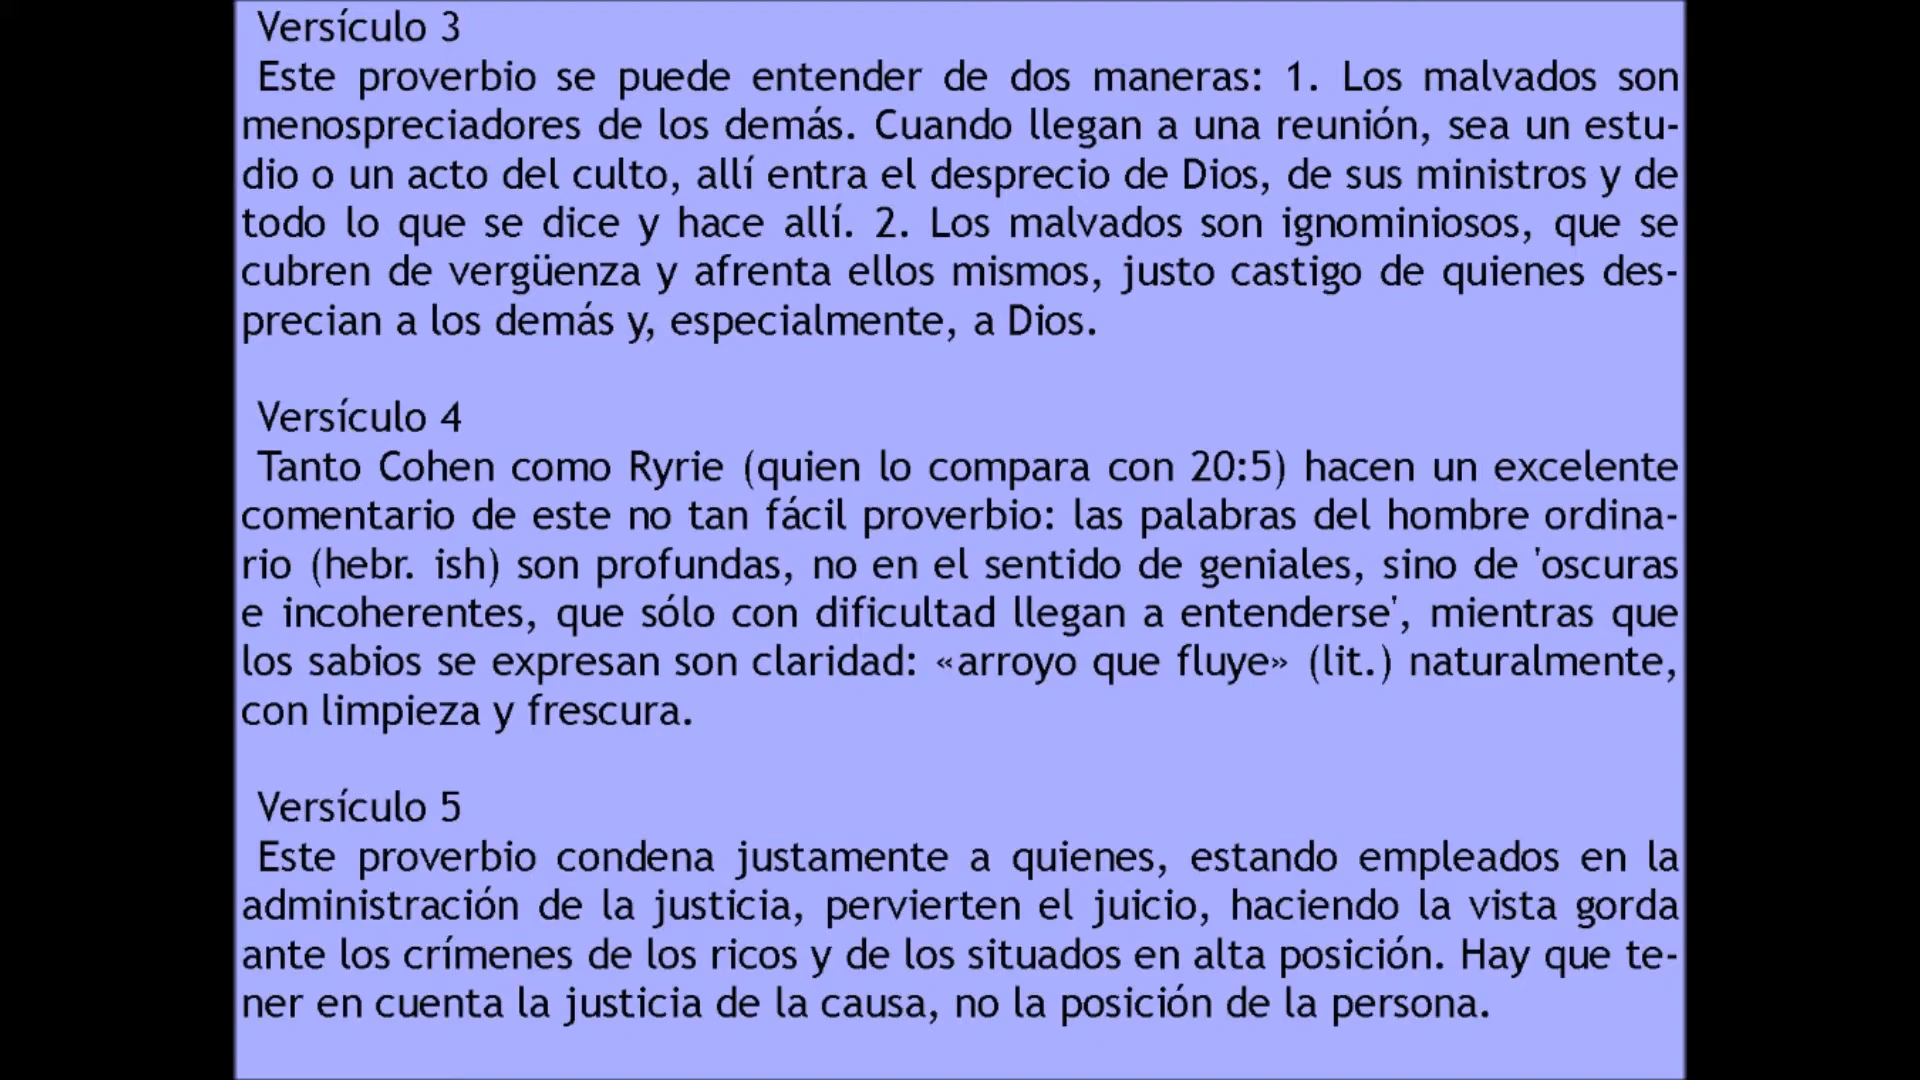 Versículo 3
Este proverbio se puede entender de dos maneras: 1. Los malvados son
menospreciadores de los demás. Cuando llegan a una reunión, sea un estu-
dio o un acto del culto, allí entra el desprecio de Dios, de sus ministros y de
todo lo que se dice y hace allí. 2. Los malvados son ignominiosos, que se
cubren de vergüenza y afrenta ellos mismos, justo castigo de quienes des-
precian a los demás y, especialmente, a Dios.
Versículo 4
Tanto Cohen como Ryrie (quien lo compara con 20:5) hacen un excelente
comentario de este no tan fácil proverbio: las palabras del hombre ordina-
rio (hebr. ish) son profundas, no en el sentido de geniales, sino de 'oscuras
e incoherentes, que sólo con dificultad llegan a entenderse', mientras que
los sabios se expresan son claridad: «arroyo que fluye» (lit.) naturalmente,
con limpieza y frescura.
Versículo 5
Este proverbio condena justamente a quienes, estando empleados en la
administración de la justicia, pervierten el juicio, haciendo la vista gorda
ante los crímenes de los ricos y de los situados en alta posición. Hay que te-
ner en cuenta la justicia de la causa, no la posición de la persona.